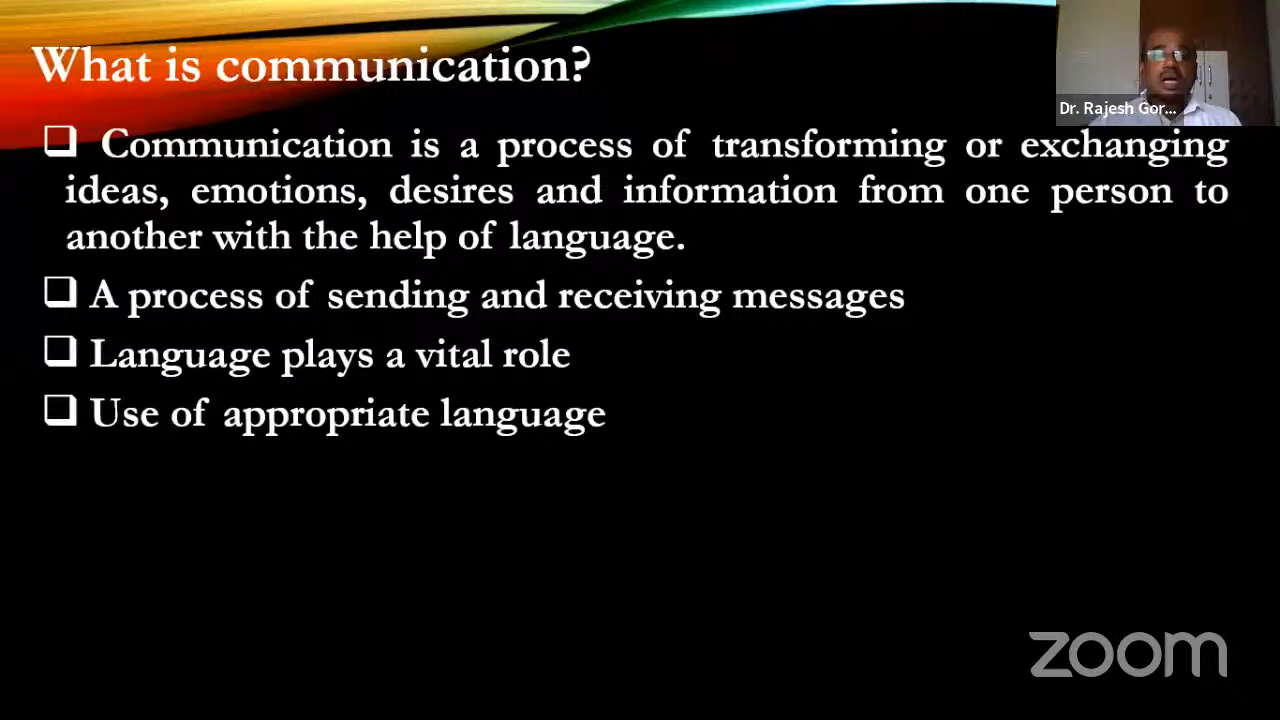 What is communication?
Dr. Rajesh Gor...
❑ Communication is a process of transforming or exchanging
ideas, emotions, desires and information from one person to
another with the help of language.
❑ A process of sending and receiving messages
❑ Language plays a vital role
❑ Use of appropriate language
zoom